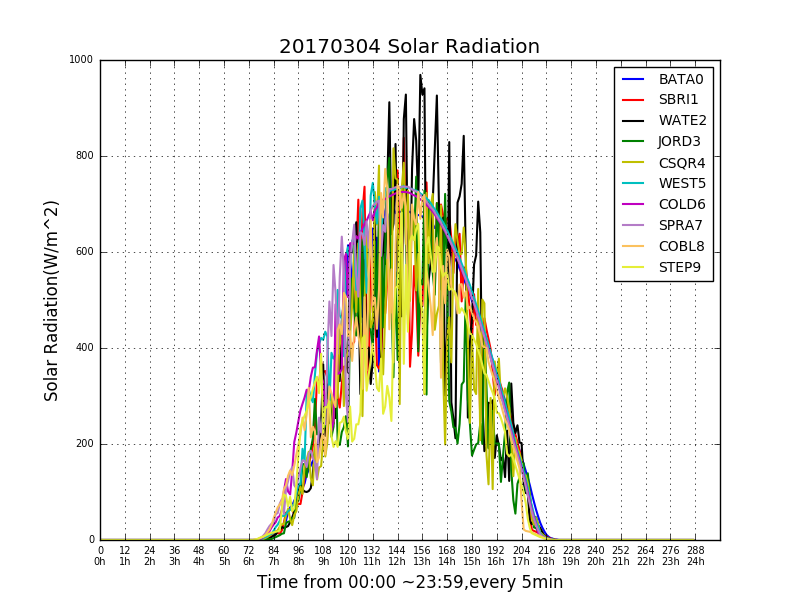 20170304 Solar Radiation
1000
800
600
400
200
0
Solar Radiation(W/m^2)
BATA0
SBRI1
WATE2
JORD3
CSQR4
WEST5
COLD6
SPRA7
COBL8
STEP9
0 12 24 36 48 60 72 84 96 108 120 132 144 156 168 180 192 204 216 228 240 252 264 276 288
0h 1h 2h 3h 4h 5h 6h 7h 8h 9h 10h 11h 12h 13h 14h 15h 16h 17h 18h 19h 20h 21h 22h 23h 24h
Time from 00:00 ~23:59,every 5min